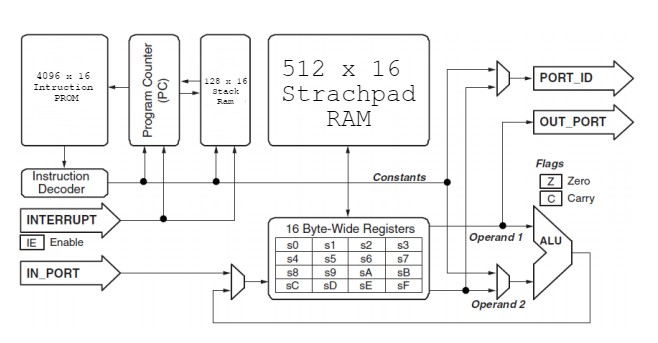 4096 x 16
Intruction
PROM
Program Counter
(PC)
128 x 16
Stack
Ram
512 x 16
Strachpad
RAM
PORT_ID
OUT_PORT
Instruction
Decoder
Constants
Flags
Z Zero
C Carry
INTERRUPT
IE Enable
IN_PORT
16 Byte-Wide Registers
s0 s1 s2 s3
s4 s5 s6 s7
s8 s9 sA sB
sC sD sE sF
Operand 1
ALU
Operand 2